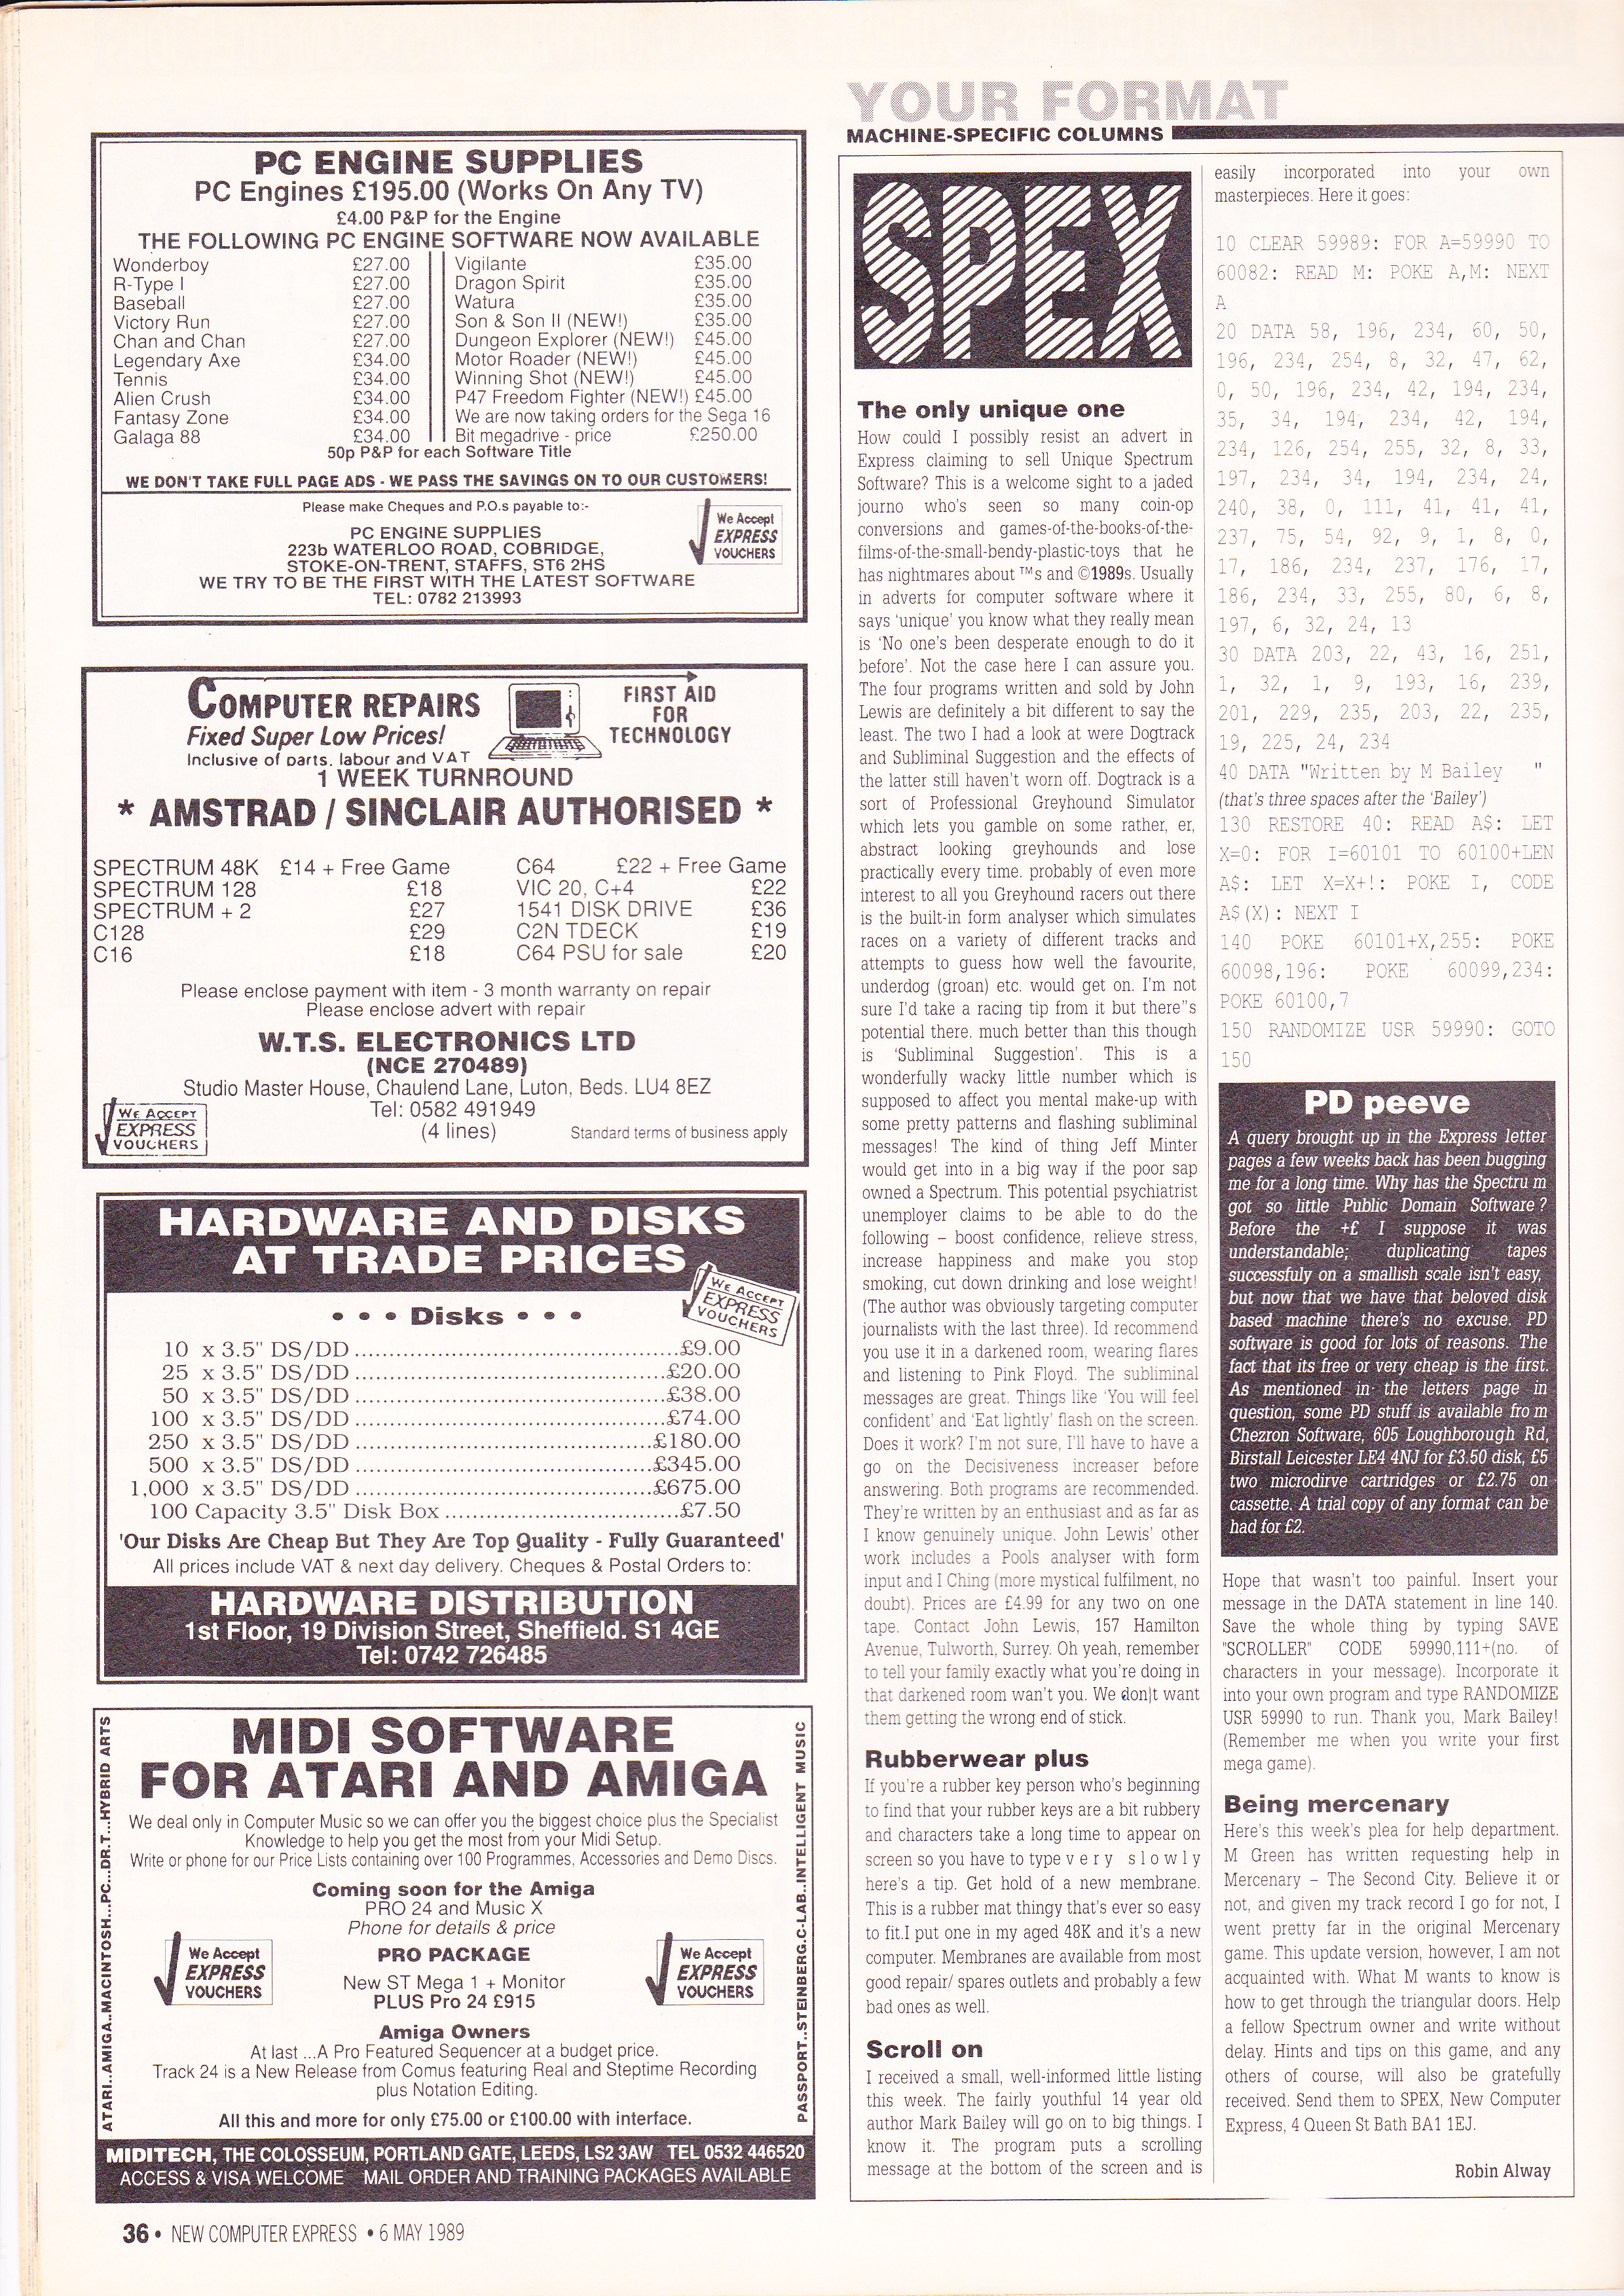 PC ENGINE SUPPLIES
PC Engines £195.00 (Works On Any TV)
£4.00 P&P for the Engine
THE FOLLOWING PC ENGINE SOFTWARE NOW AVAILABLE
Wonderboy £27.00
R-Type I £27.00
Baseball £27.00
Victory Run £27.00
Chan and Chan £27.00
Legendary Axe £34.00
Tennis £34.00
Alien Crush £34.00
Fantasy Zone £34.00
Galaga 88 £34.00
Vigilante £35.00
Dragon Spirit £35.00
Watura £35.00
Son & Son II (NEW!) £35.00
Dungeon Explorer (NEW!) £45.00
Motor Roader (NEW!) £45.00
Winning Shot (NEW!) £45.00
P47 Freedom Fighter (NEW!) £45.00
We are now taking orders for the Sega 16
Bit megadrive - price £250.00
50p P&P for each Software Title
WE DON'T TAKE FULL PAGE ADS - WE PASS THE SAVINGS ON TO OUR CUSTOMERS!
Please make Cheques and P.O.s payable to:-
PC ENGINE SUPPLIES
223b WATERLOO ROAD, COBRIDGE,
STOKE-ON-TRENT, STAFFS, ST6 2HS
WE TRY TO BE THE FIRST WITH THE LATEST SOFTWARE
TEL: 0782 213993
We Accept
EXPRESS
VOUCHERS
COMPUTER REPAIRS
Fixed Super Low Prices!
Inclusive of parts, labour and VAT
FIRST AID
FOR
TECHNOLOGY
1 WEEK TURNROUND
* AMSTRAD / SINCLAIR AUTHORISED *
SPECTRUM 48K £14 + Free Game
SPECTRUM 128 £18
SPECTRUM + 2 £27
C128 £29
C16 £18
C64 £22 + Free Game
VIC 20, C+4 £22
1541 DISK DRIVE £36
C2N TDECK £19
C64 PSU for sale £20
Please enclose payment with item - 3 month warranty on repair
Please enclose advert with repair
W.T.S. ELECTRONICS LTD
(NCE 270489)
Studio Master House, Chaulend Lane, Luton, Beds. LU4 8EZ
Tel: 0582 491949
(4 lines)
Standard terms of business apply
WE ACCEPT
EXPRESS
VOUCHERS
HARDWARE AND DISKS
AT TRADE PRICES
WE ACCEPT
EXPRESS
VOUCHERS
• • • Disks • • •
10 x 3.5" DS/DD ........ £9.00
25 x 3.5" DS/DD ........ £20.00
50 x 3.5" DS/DD ........ £38.00
100 x 3.5" DS/DD ........ £74.00
250 x 3.5" DS/DD ........ £180.00
500 x 3.5" DS/DD ........ £345.00
1,000 x 3.5" DS/DD ........ £675.00
100 Capacity 3.5" Disk Box ........ £7.50
'Our Disks Are Cheap But They Are Top Quality - Fully Guaranteed'
All prices include VAT & next day delivery. Cheques & Postal Orders to:
HARDWARE DISTRIBUTION
1st Floor, 19 Division Street, Sheffield. S1 4GE
Tel: 0742 726485
ATARI..AMIGA..MACINTOSH..PC...DR.T...HYBRID ARTS
MIDI SOFTWARE
FOR ATARI AND AMIGA
We deal only in Computer Music so we can offer you the biggest choice plus the Specialist
Knowledge to help you get the most from your Midi Setup.
Write or phone for our Price Lists containing over 100 Programmes, Accessories and Demo Discs.
Coming soon for the Amiga
PRO 24 and Music X
Phone for details & price
PRO PACKAGE
New ST Mega 1 + Monitor
PLUS Pro 24 £915
We Accept
EXPRESS
VOUCHERS
We Accept
EXPRESS
VOUCHERS
Amiga Owners
At last ...A Pro Featured Sequencer at a budget price.
Track 24 is a New Release from Comus featuring Real and Steptime Recording
plus Notation Editing.
All this and more for only £75.00 or £100.00 with interface.
PASSPORT..STEINBERG.C-LAB..INTELLIGENT MUSIC
MIDITECH, THE COLOSSEUM, PORTLAND GATE, LEEDS, LS2 3AW TEL 0532 446520
ACCESS & VISA WELCOME MAIL ORDER AND TRAINING PACKAGES AVAILABLE
36 • NEW COMPUTER EXPRESS • 6 MAY 1989
YOUR FORMAT
MACHINE-SPECIFIC COLUMNS
SPEX
The only unique one
How could I possibly resist an advert in
Express claiming to sell Unique Spectrum
Software? This is a welcome sight to a jaded
journo who's seen so many coin-op
conversions and games-of-the-books-of-the-
films-of-the-small-bendy-plastic-toys that he
has nightmares about ™s and ©1989s. Usually
in adverts for computer software where it
says 'unique' you know what they really mean
is 'No one's been desperate enough to do it
before'. Not the case here I can assure you.
The four programs written and sold by John
Lewis are definitely a bit different to say the
least. The two I had a look at were Dogtrack
and Subliminal Suggestion and the effects of
the latter still haven't worn off. Dogtrack is a
sort of Professional Greyhound Simulator
which lets you gamble on some rather, er,
abstract looking greyhounds and lose
practically every time. probably of even more
interest to all you Greyhound racers out there
is the built-in form analyser which simulates
races on a variety of different tracks and
attempts to guess how well the favourite,
underdog (groan) etc. would get on. I'm not
sure I'd take a racing tip from it but there"s
potential there. much better than this though
is 'Subliminal Suggestion'. This is a
wonderfully wacky little number which is
supposed to affect you mental make-up with
some pretty patterns and flashing subliminal
messages! The kind of thing Jeff Minter
would get into in a big way if the poor sap
owned a Spectrum. This potential psychiatrist
unemployer claims to be able to do the
following – boost confidence, relieve stress,
increase happiness and make you stop
smoking, cut down drinking and lose weight!
(The author was obviously targeting computer
journalists with the last three). Id recommend
you use it in a darkened room, wearing flares
and listening to Pink Floyd. The subliminal
messages are great. Things like 'You will feel
confident' and 'Eat lightly' flash on the screen.
Does it work? I'm not sure, I'll have to have a
go on the Decisiveness increaser before
answering. Both programs are recommended.
They're written by an enthusiast and as far as
I know genuinely unique. John Lewis' other
work includes a Pools analyser with form
input and I Ching (more mystical fulfilment, no
doubt). Prices are £4.99 for any two on one
tape. Contact John Lewis, 157 Hamilton
Avenue, Tulworth, Surrey. Oh yeah, remember
to tell your family exactly what you're doing in
that darkened room wan't you. We don)t want
them getting the wrong end of stick.
Rubberwear plus
If you're a rubber key person who's beginning
to find that your rubber keys are a bit rubbery
and characters take a long time to appear on
screen so you have to type v e r y s l o w l y
here's a tip. Get hold of a new membrane.
This is a rubber mat thingy that's ever so easy
to fit.I put one in my aged 48K and it's a new
computer. Membranes are available from most
good repair/ spares outlets and probably a few
bad ones as well.
Scroll on
I received a small, well-informed little listing
this week. The fairly youthful 14 year old
author Mark Bailey will go on to big things. I
know it. The program puts a scrolling
message at the bottom of the screen and is
easily incorporated into your own
masterpieces. Here it goes:
10 CLEAR 59989: FOR A=59990 TO
60082: READ M: POKE A,M: NEXT
A
20 DATA 58, 196, 234, 60, 50,
196, 234, 254, 8, 32, 47, 62,
0, 50, 196, 234, 42, 194, 234,
35, 34, 194, 234, 42, 194,
234, 126, 254, 255, 32, 8, 33,
197, 234, 34, 194, 234, 24,
240, 38, 0, 111, 41, 41, 41,
237, 75, 54, 92, 9, 1, 8, 0,
17, 186, 234, 237, 176, 17,
186, 234, 33, 255, 80, 6, 8,
197, 6, 32, 24, 13
30 DATA 203, 22, 43, 16, 251,
1, 32, 1, 9, 193, 16, 239,
201, 229, 235, 203, 22, 235,
19, 225, 24, 234
40 DATA "Written by M Bailey   "
(that's three spaces after the 'Bailey')
130 RESTORE 40: READ A$: LET
X=0: FOR I=60101 TO 60100+LEN
A$: LET X=X+!: POKE I, CODE
A$(X): NEXT I
140 POKE 60101+X,255: POKE
60098,196: POKE 60099,234:
POKE 60100,7
150 RANDOMIZE USR 59990: GOTO
150
PD peeve
A query brought up in the Express letter
pages a few weeks back has been bugging
me for a long time. Why has the Spectru m
got so little Public Domain Software?
Before the +£ I suppose it was
understandable; duplicating tapes
successfuly on a smallish scale isn't easy,
but now that we have that beloved disk
based machine there's no excuse. PD
software is good for lots of reasons. The
fact that its free or very cheap is the first.
As mentioned in the letters page in
question, some PD stuff is available fro m
Chezron Software, 605 Loughborough Rd,
Birstall Leicester LE4 4NJ for £3.50 disk, £5
two microdirve cartridges or £2.75 on
cassette. A trial copy of any format can be
had for £2.
Hope that wasn't too painful. Insert your
message in the DATA statement in line 140.
Save the whole thing by typing SAVE
"SCROLLER" CODE 59990,111+(no. of
characters in your message). Incorporate it
into your own program and type RANDOMIZE
USR 59990 to run. Thank you, Mark Bailey!
(Remember me when you write your first
mega game).
Being mercenary
Here's this week's plea for help department.
M Green has written requesting help in
Mercenary – The Second City. Believe it or
not, and given my track record I go for not, I
went pretty far in the original Mercenary
game. This update version, however, I am not
acquainted with. What M wants to know is
how to get through the triangular doors. Help
a fellow Spectrum owner and write without
delay. Hints and tips on this game, and any
others of course, will also be gratefully
received. Send them to SPEX, New Computer
Express, 4 Queen St Bath BA1 1EJ.
Robin Alway